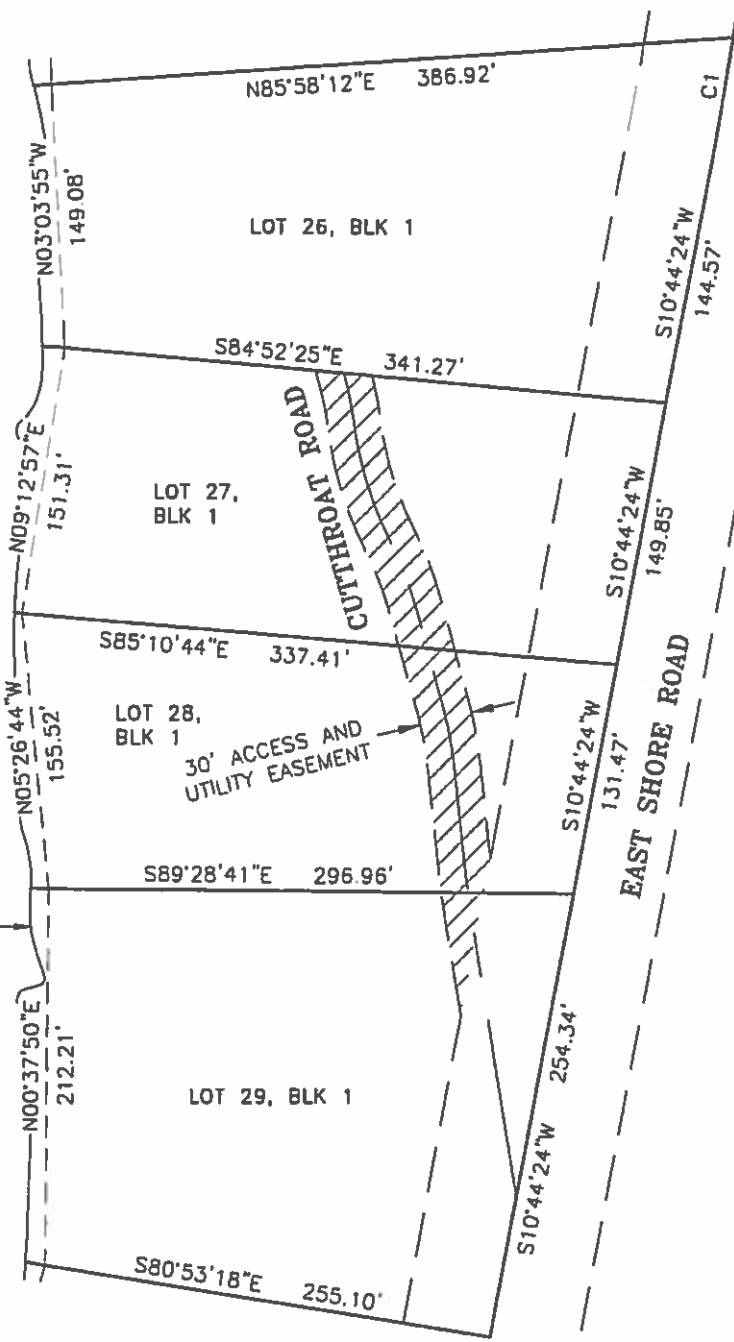 N85°58'12"E 386.92'
C1
N03°03'55"W
149.08'
LOT 26, BLK 1
S10°44'24"W
144.57'
S84°52'25"E 341.27'
CUTTHROAT ROAD
N09°12'57"E
151.31'
LOT 27,
BLK 1
S10°44'24"W
149.85'
S85°10'44"E 337.41'
N05°26'44"W
155.52'
LOT 28,
BLK 1
30' ACCESS AND
UTILITY EASEMENT
S10°44'24"W
131.47'
EAST SHORE ROAD
S89°28'41"E 296.96'
N00°37'50"E
212.21'
LOT 29, BLK 1
S10°44'24"W 254.34'
S80°53'18"E 255.10'